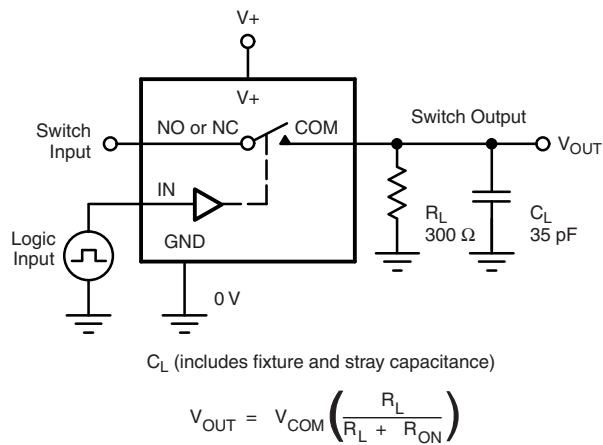 V+
V+
Switch Output
NO or NC
COM
Switch
Input
V_OUT
IN
R_L
300 Ω
C_L
35 pF
Logic
Input
GND
0 V
C_L (includes fixture and stray capacitance)
V_OUT = V_COM ( R_L / R_L + R_ON )